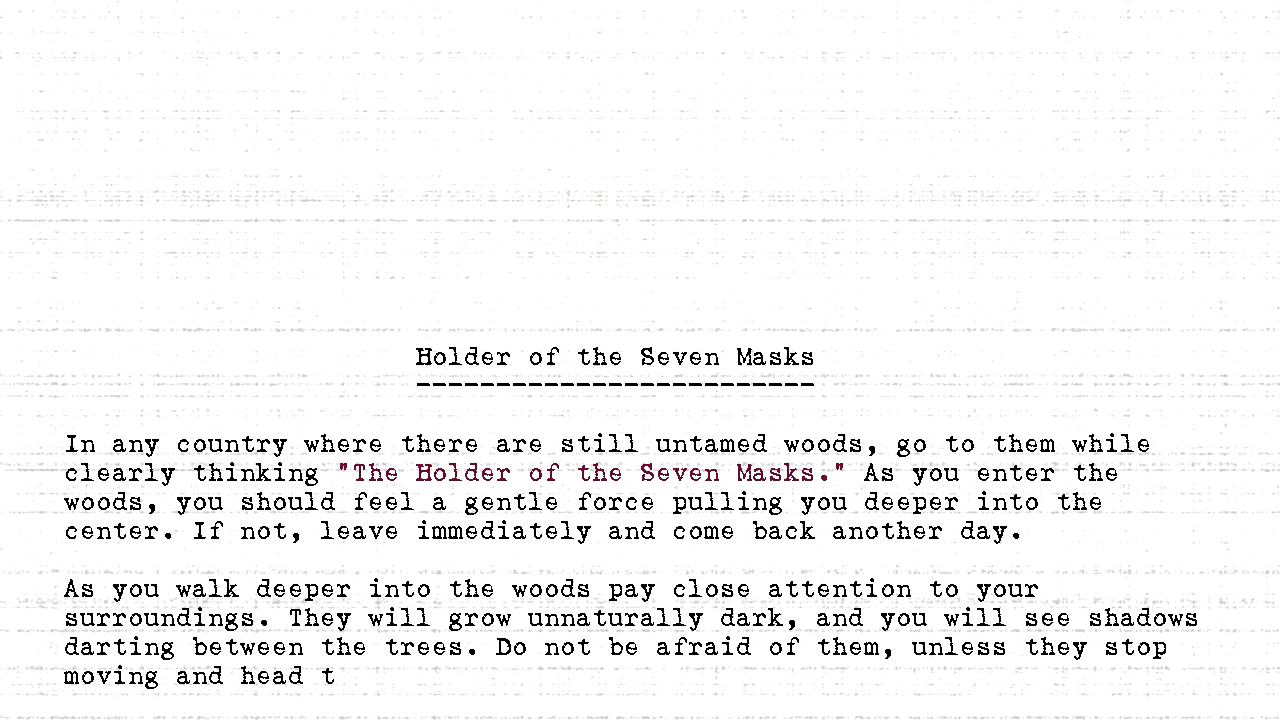 Holder of the Seven Masks
-------------------------
In any country where there are still untamed woods, go to them while
clearly thinking "The Holder of the Seven Masks." As you enter the
woods, you should feel a gentle force pulling you deeper into the
center. If not, leave immediately and come back another day.
As you walk deeper into the woods pay close attention to your
surroundings. They will grow unnaturally dark, and you will see shadows
darting between the trees. Do not be afraid of them, unless they stop
moving and head t